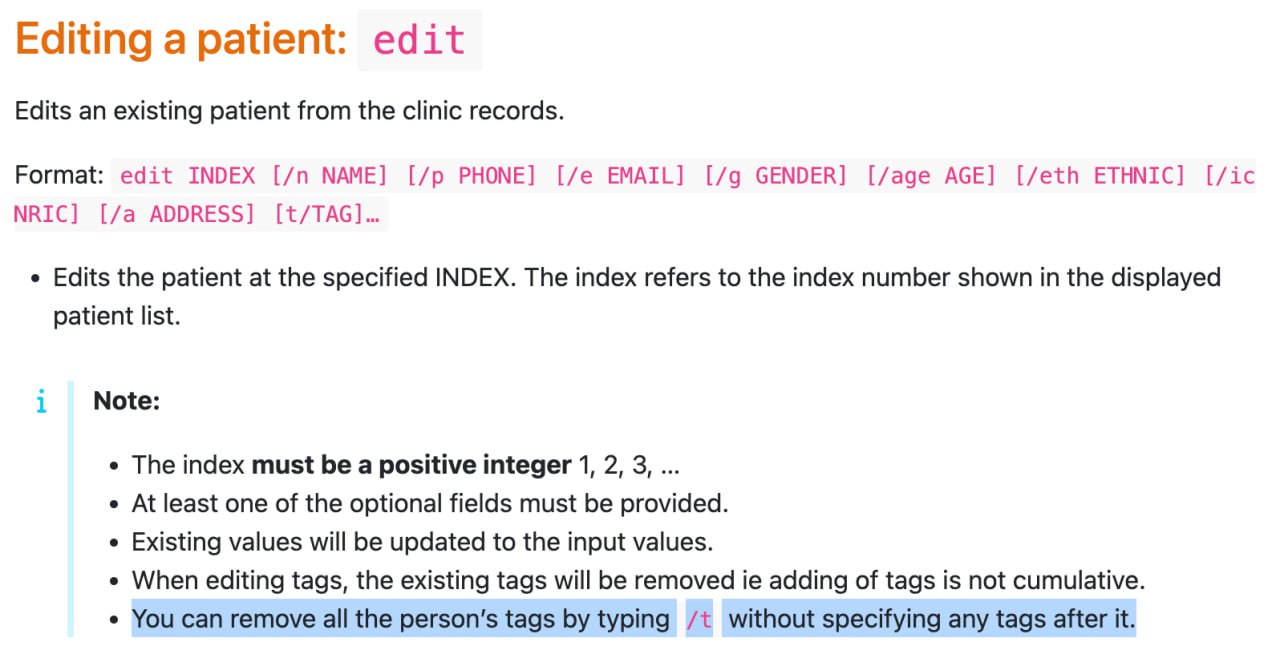 Editing a patient: edit
Edits an existing patient from the clinic records.
Format: edit INDEX [/n NAME] [/p PHONE] [/e EMAIL] [/g GENDER] [/age AGE] [/eth ETHNIC] [/ic
NRIC] [/a ADDRESS] [t/TAG]…
• Edits the patient at the specified INDEX. The index refers to the index number shown in the displayed
patient list.
i Note:
• The index must be a positive integer 1, 2, 3, …
• At least one of the optional fields must be provided.
• Existing values will be updated to the input values.
• When editing tags, the existing tags will be removed ie adding of tags is not cumulative.
• You can remove all the person’s tags by typing /t without specifying any tags after it.